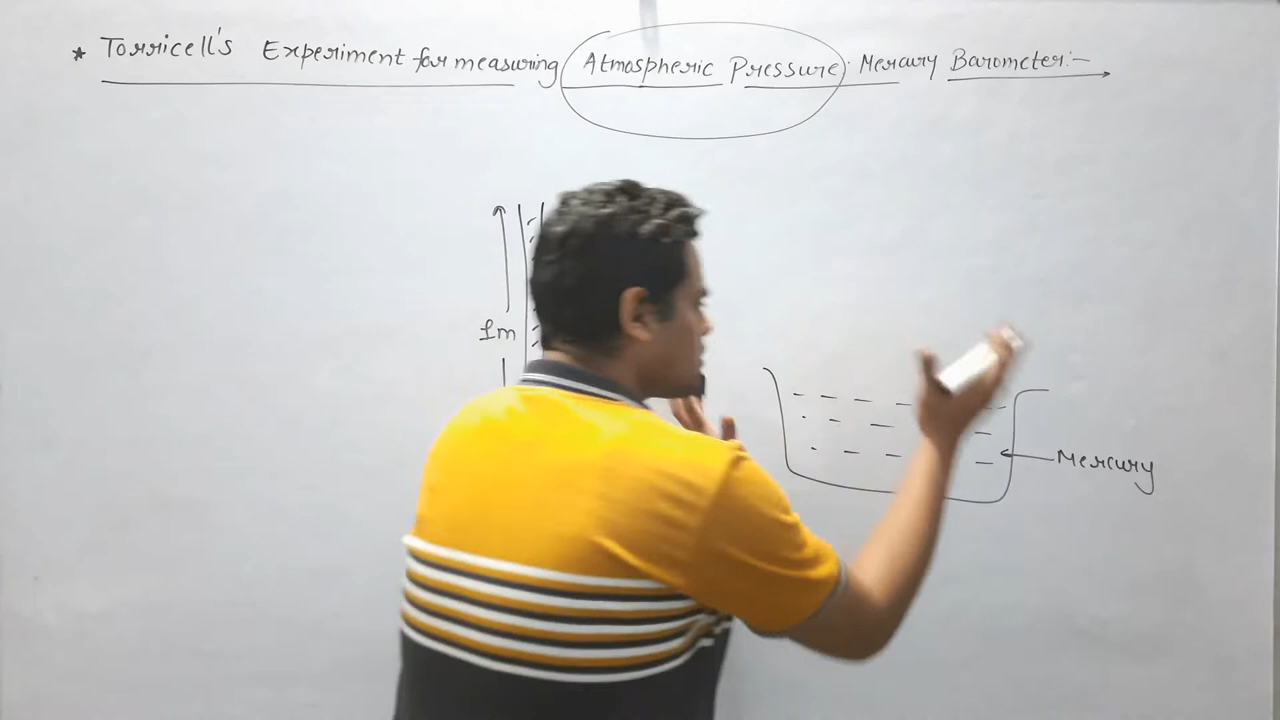 * Torricell's Experiment for measuring Atmospheric Pressure. Mercury Barometer:-
1m
Mercury